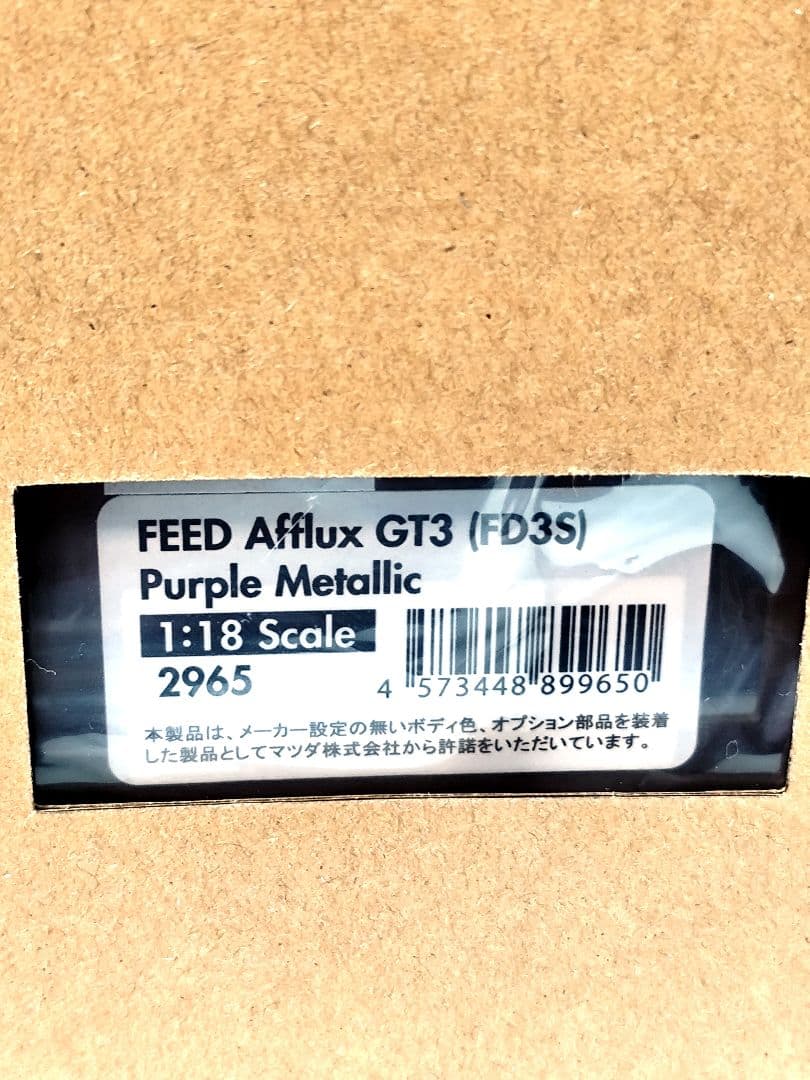 FEED Afflux GT3 (FD3S)
Purple Metallic
1:18 Scale
2965
4 573448 899650
本製品は、メーカー設定の無いボディ色、オプション部品を装着
した製品としてマツダ株式会社から許諾をいただいています。